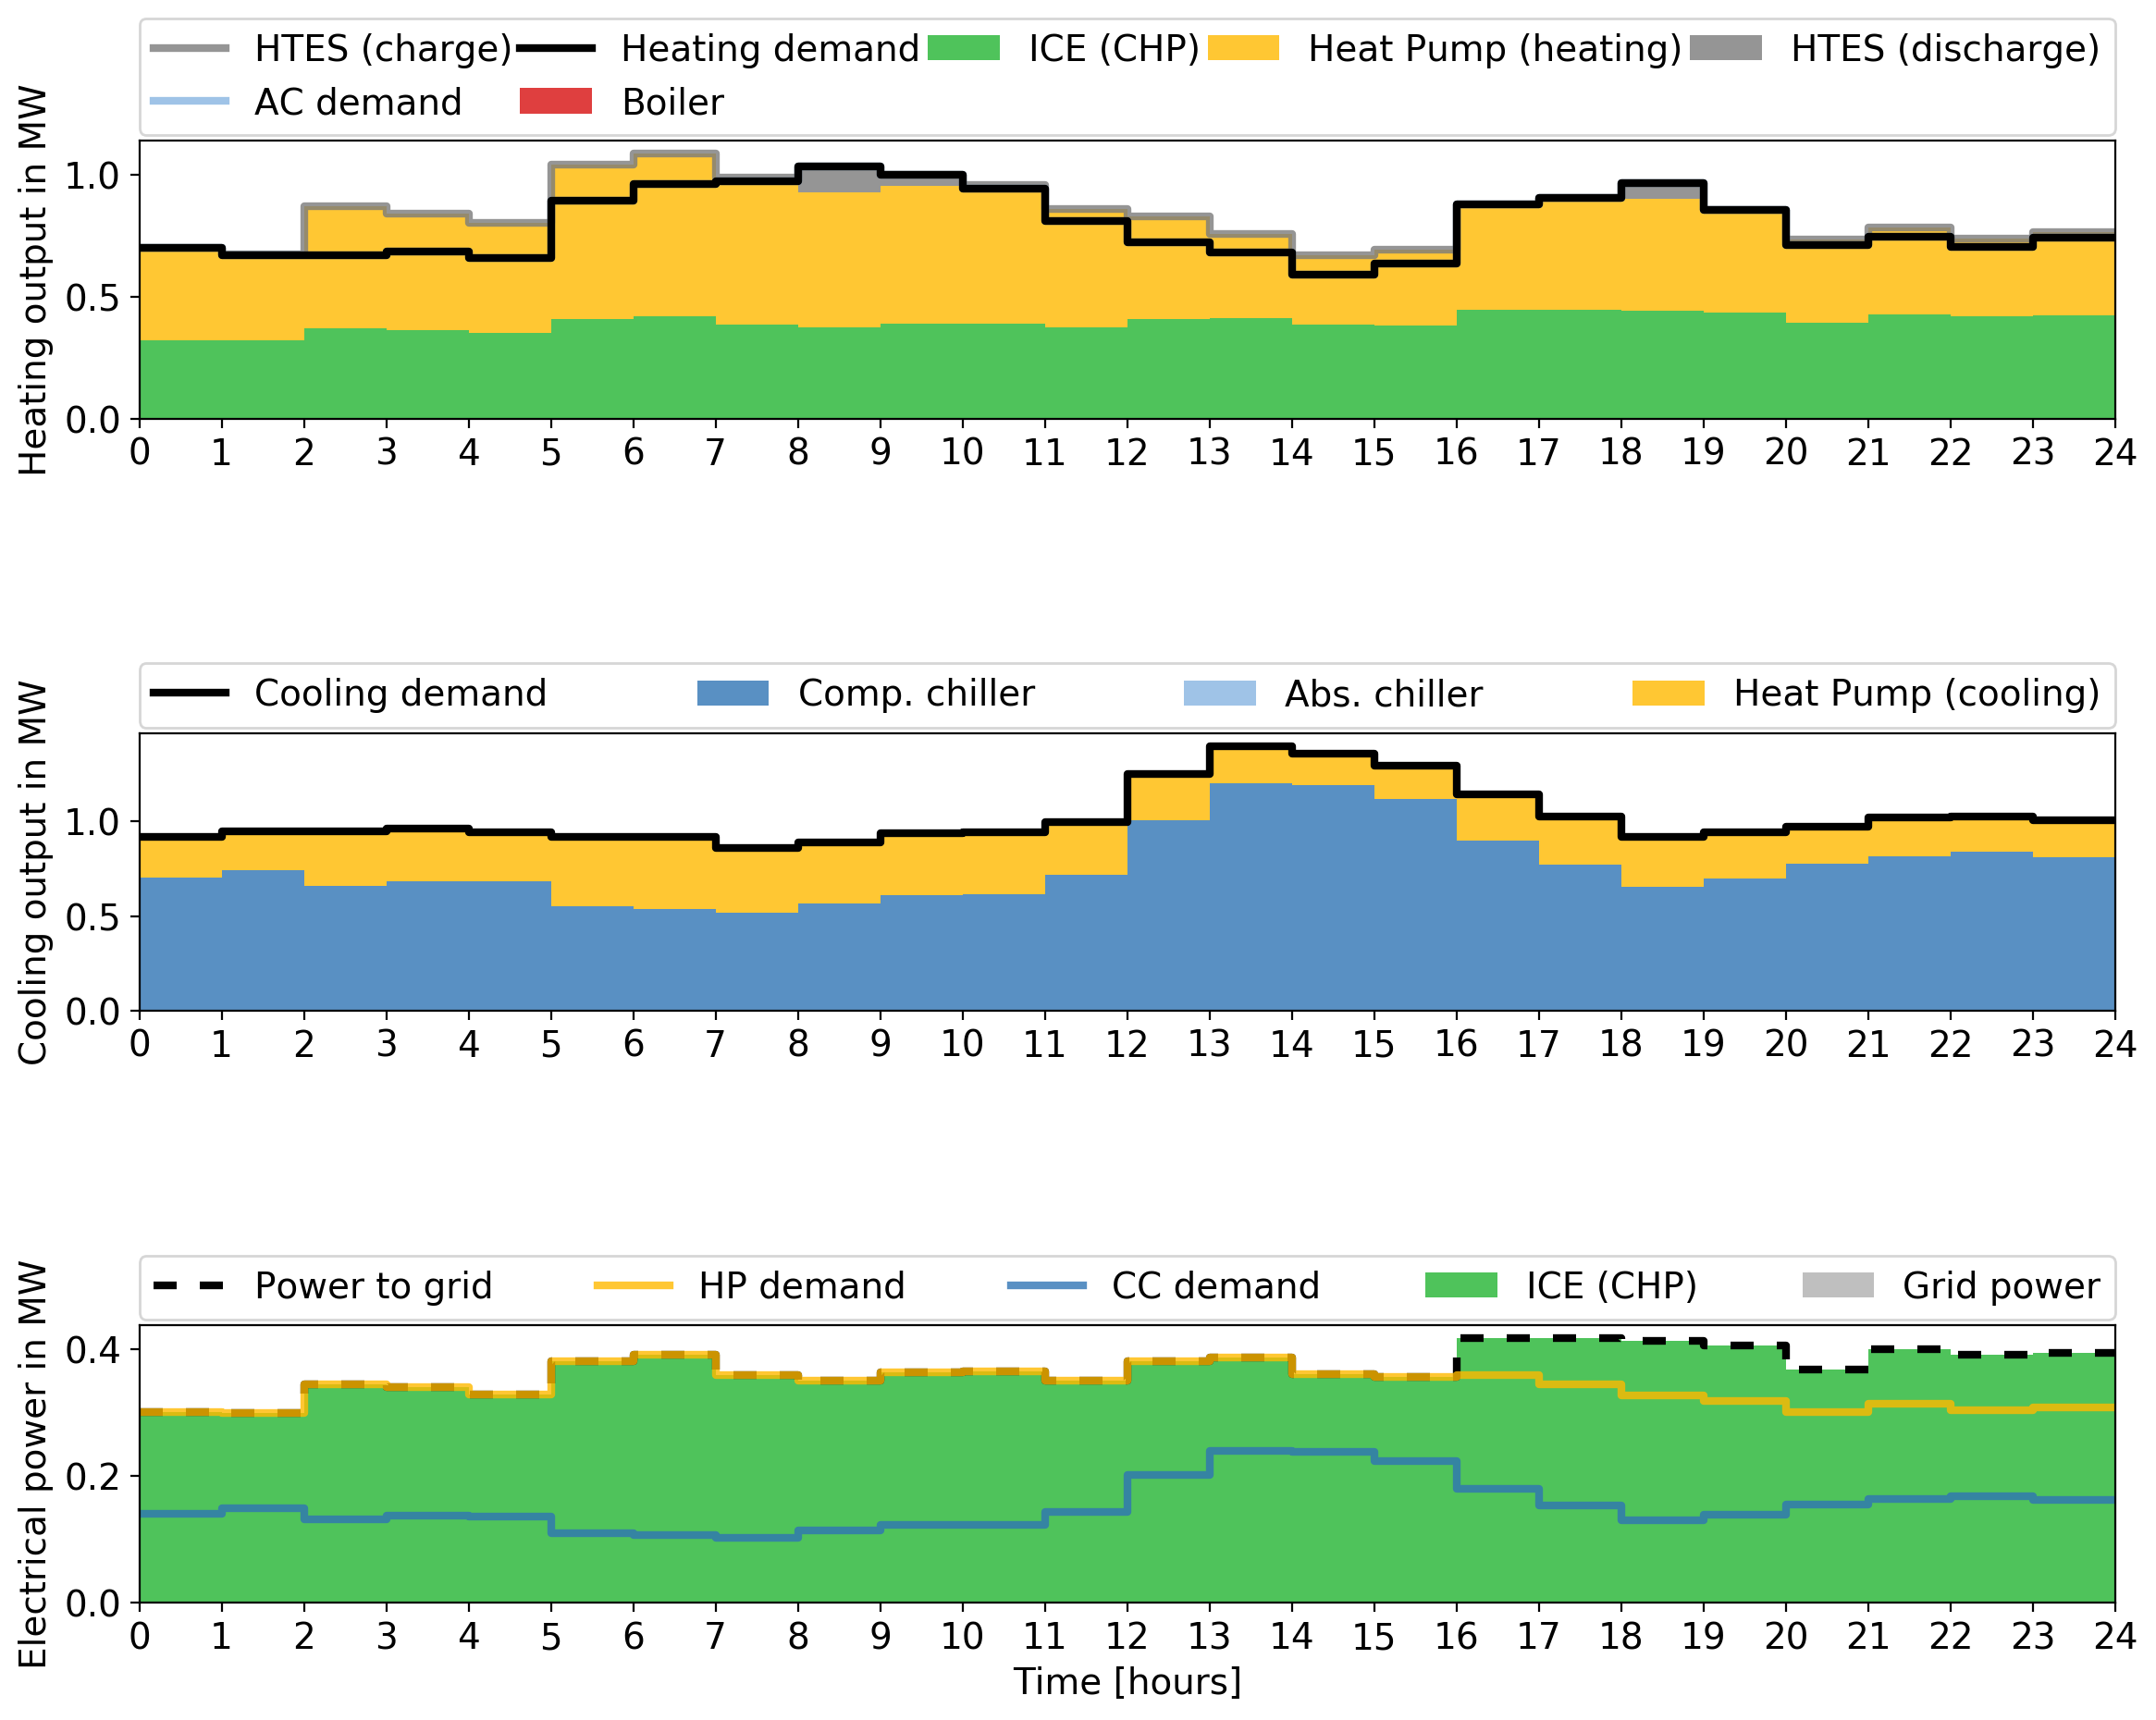 HTES (charge) Heating demand ICE (CHP) Heat Pump (heating) HTES (discharge)
AC demand Boiler
Heating output in MW
1.0
0.5
0.0
0 1 2 3 4 5 6 7 8 9 10 11 12 13 14 15 16 17 18 19 20 21 22 23 24
Cooling demand Comp. chiller Abs. chiller Heat Pump (cooling)
Cooling output in MW
1.0
0.5
0.0
0 1 2 3 4 5 6 7 8 9 10 11 12 13 14 15 16 17 18 19 20 21 22 23 24
Power to grid HP demand CC demand ICE (CHP) Grid power
Electrical power in MW
0.4
0.2
0.0
0 1 2 3 4 5 6 7 8 9 10 11 12 13 14 15 16 17 18 19 20 21 22 23 24
Time [hours]